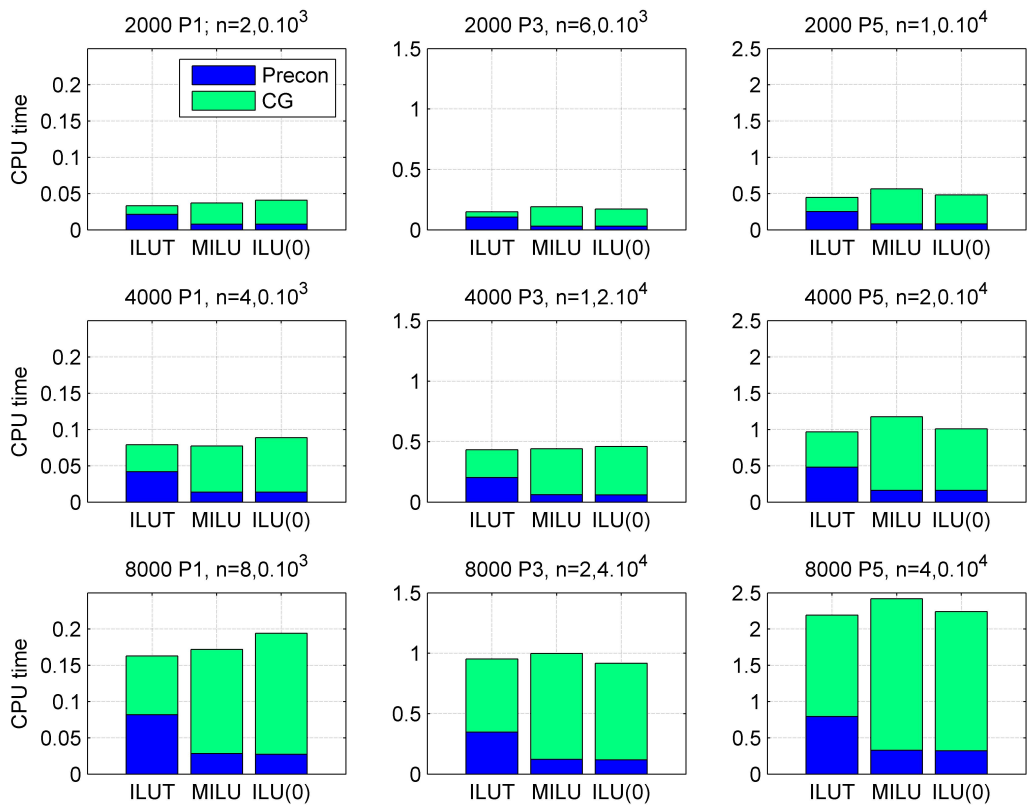 2000 P1; n=2,0.10^3
2000 P3, n=6,0.10^3
2000 P5, n=1,0.10^4
CPU time
0.2
0.15
0.1
0.05
0
Precon
CG
ILUT MILU ILU(0)
1.5
1
0.5
0
ILUT MILU ILU(0)
2.5
2
1.5
1
0.5
0
ILUT MILU ILU(0)
4000 P1, n=4,0.10^3
4000 P3, n=1,2.10^4
4000 P5, n=2,0.10^4
CPU time
0.2
0.15
0.1
0.05
0
ILUT MILU ILU(0)
1.5
1
0.5
0
ILUT MILU ILU(0)
2.5
2
1.5
1
0.5
0
ILUT MILU ILU(0)
8000 P1, n=8,0.10^3
8000 P3, n=2,4.10^4
8000 P5, n=4,0.10^4
CPU time
0.2
0.15
0.1
0.05
0
ILUT MILU ILU(0)
1.5
1
0.5
0
ILUT MILU ILU(0)
2.5
2
1.5
1
0.5
0
ILUT MILU ILU(0)